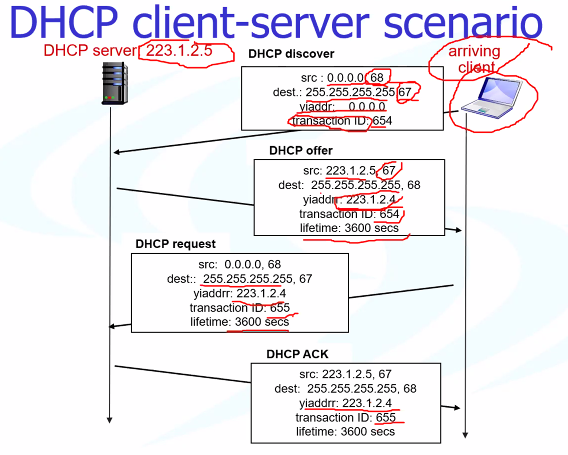 DHCP client-server scenario
DHCP server 223.1.2.5
arriving
client
DHCP discover
src : 0.0.0.0 68
dest.: 255.255.255.255 67
yiaddr: 0.0.0.0
transaction ID: 654
DHCP offer
src: 223.1.2.5, 67
dest: 255.255.255.255, 68
yiaddrr: 223.1.2.4
transaction ID: 654
lifetime: 3600 secs
DHCP request
src: 0.0.0.0, 68
dest:: 255.255.255.255, 67
yiaddrr: 223.1.2.4
transaction ID: 655
lifetime: 3600 secs
DHCP ACK
src: 223.1.2.5, 67
dest: 255.255.255.255, 68
yiaddrr: 223.1.2.4
transaction ID: 655
lifetime: 3600 secs